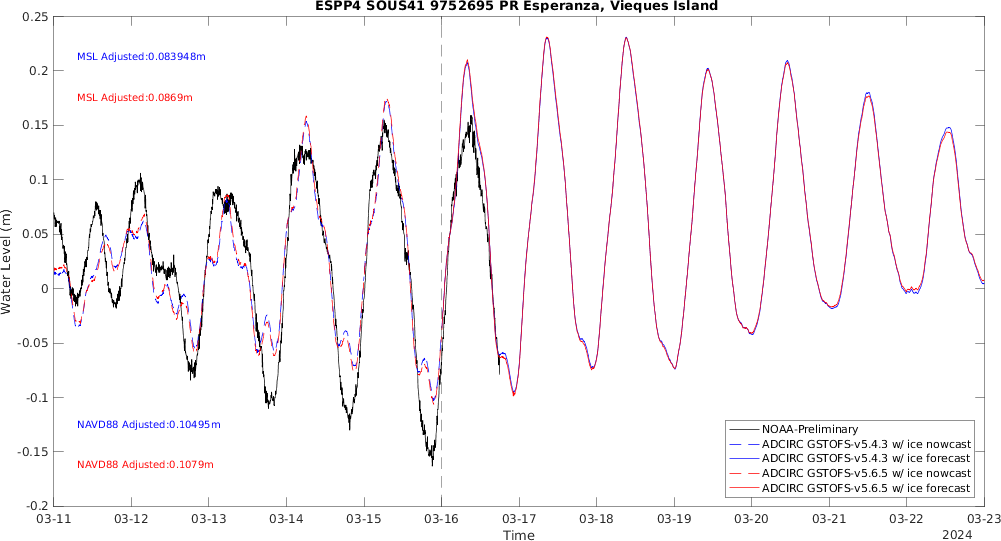 ESPP4 SOUS41 9752695 PR Esperanza, Vieques Island
0.25
0.2
0.15
0.1
0.05
0
-0.05
-0.1
-0.15
-0.2
Water Level (m)
MSL Adjusted:0.083948m
MSL Adjusted:0.0869m
NAVD88 Adjusted:0.10495m
NAVD88 Adjusted:0.1079m
NOAA-Preliminary
ADCIRC GSTOFS-v5.4.3 w/ ice nowcast
ADCIRC GSTOFS-v5.4.3 w/ ice forecast
ADCIRC GSTOFS-v5.6.5 w/ ice nowcast
ADCIRC GSTOFS-v5.6.5 w/ ice forecast
03-11 03-12 03-13 03-14 03-15 03-16 03-17 03-18 03-19 03-20 03-21 03-22 03-23
Time
2024